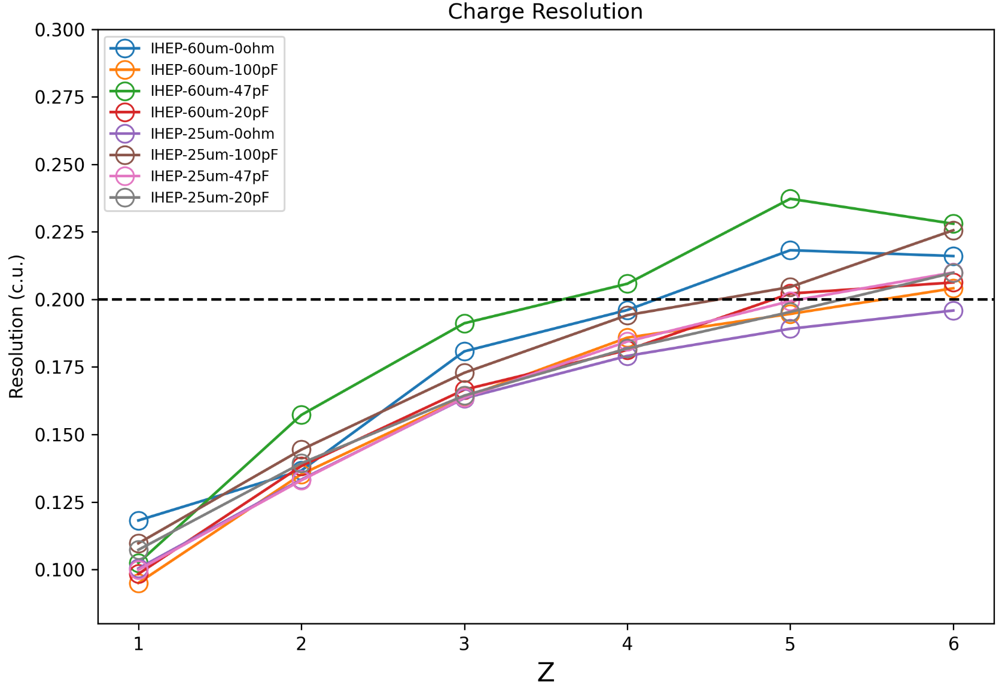 Charge Resolution
0.300
0.275
0.250
0.225
0.200
0.175
0.150
0.125
0.100
Resolution (c.u.)
IHEP-60um-0ohm
IHEP-60um-100pF
IHEP-60um-47pF
IHEP-60um-20pF
IHEP-25um-0ohm
IHEP-25um-100pF
IHEP-25um-47pF
IHEP-25um-20pF
1 2 3 4 5 6
Z